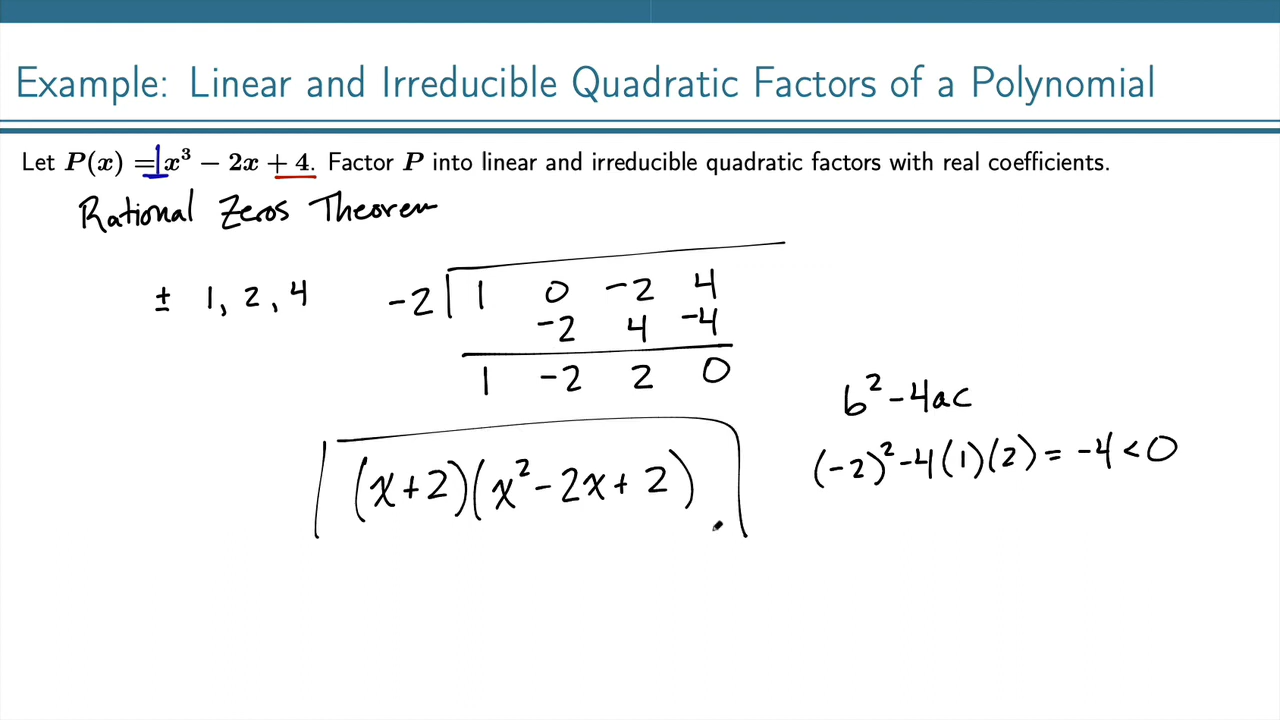 Example: Linear and Irreducible Quadratic Factors of a Polynomial
Let P(x) = 1x³ − 2x + 4. Factor P into linear and irreducible quadratic factors with real coefficients.
Rational Zeros Theorem
± 1, 2, 4
-2 | 1 0 -2 4
-2 4 -4
1 -2 2 0
b² - 4ac
(-2)² - 4(1)(2) = -4 < 0
(x+2)(x² - 2x + 2)